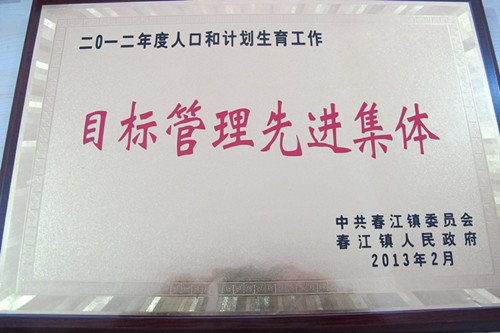 二0一二年度人口和计划生育工作
目标管理先进集体
中共春江镇委员会
春江镇人民政府
2013年2月